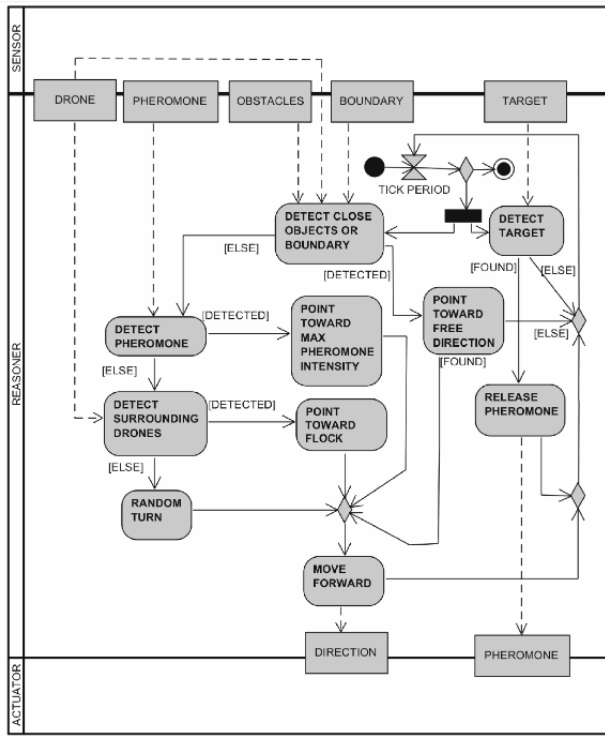 SENSOR
DRONE
PHEROMONE
OBSTACLES
BOUNDARY
TARGET
TICK PERIOD
DETECT CLOSE
OBJECTS OR
BOUNDARY
DETECT
TARGET
[ELSE]
[DETECTED]
[FOUND]
[ELSE]
DETECT
PHEROMONE
[DETECTED]
POINT
TOWARD
MAX
PHEROMONE
INTENSITY
POINT
TOWARD
FREE
DIRECTION
[ELSE]
[FOUND]
[ELSE]
REASONER
DETECT
SURROUNDING
DRONES
[DETECTED]
POINT
TOWARD
FLOCK
RELEASE
PHEROMONE
[ELSE]
RANDOM
TURN
MOVE
FORWARD
DIRECTION
PHEROMONE
ACTUATOR